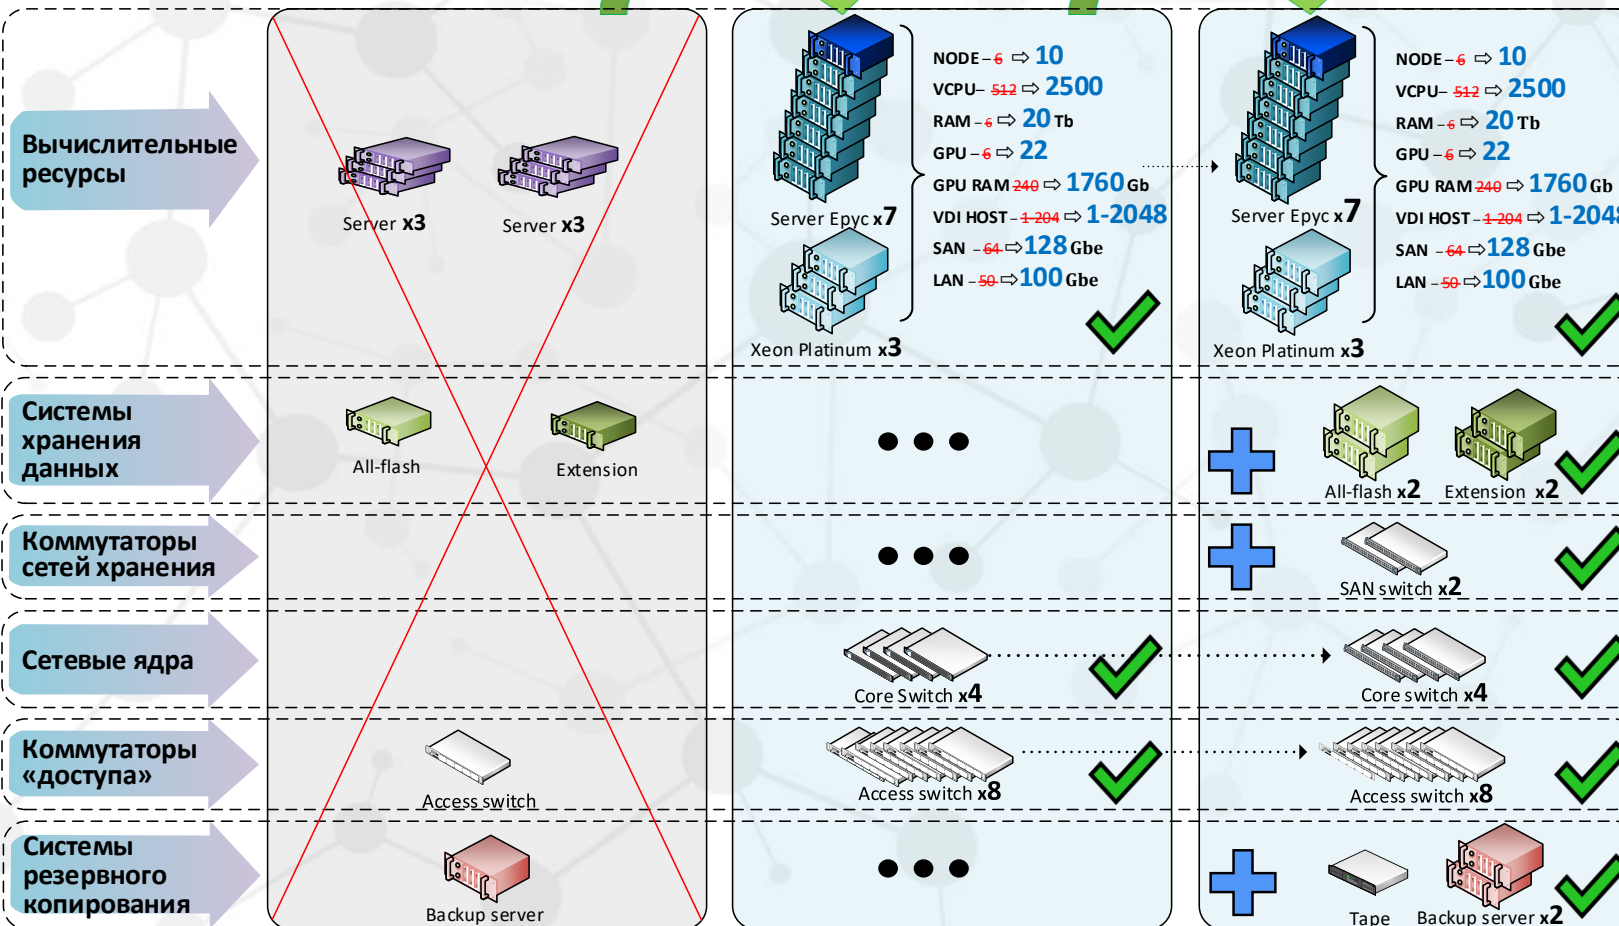 Вычислительные
ресурсы
Server x3
Server x3
Server Epyc x7
Xeon Platinum x3
NODE – 6 ⇨ 10
VCPU– 512 ⇨ 2500
RAM – 6 ⇨ 20 Tb
GPU – 6 ⇨ 22
GPU RAM 240 ⇨ 1760 Gb
VDI HOST – 1-204 ⇨ 1-2048
SAN – 64 ⇨ 128 Gbe
LAN – 50 ⇨ 100 Gbe
Server Epyc x7
Xeon Platinum x3
NODE – 6 ⇨ 10
VCPU– 512 ⇨ 2500
RAM – 6 ⇨ 20 Tb
GPU – 6 ⇨ 22
GPU RAM 240 ⇨ 1760 Gb
VDI HOST – 1-204 ⇨ 1-2048
SAN – 64 ⇨ 128 Gbe
LAN – 50 ⇨ 100 Gbe
Системы
хранения
данных
All-flash
Extension
All-flash x2
Extension x2
Коммутаторы
сетей хранения
SAN switch x2
Сетевые ядра
Core Switch x4
Core switch x4
Коммутаторы
«доступа»
Access switch
Access switch x8
Access switch x8
Системы
резервного
копирования
Backup server
Tape
Backup server x2